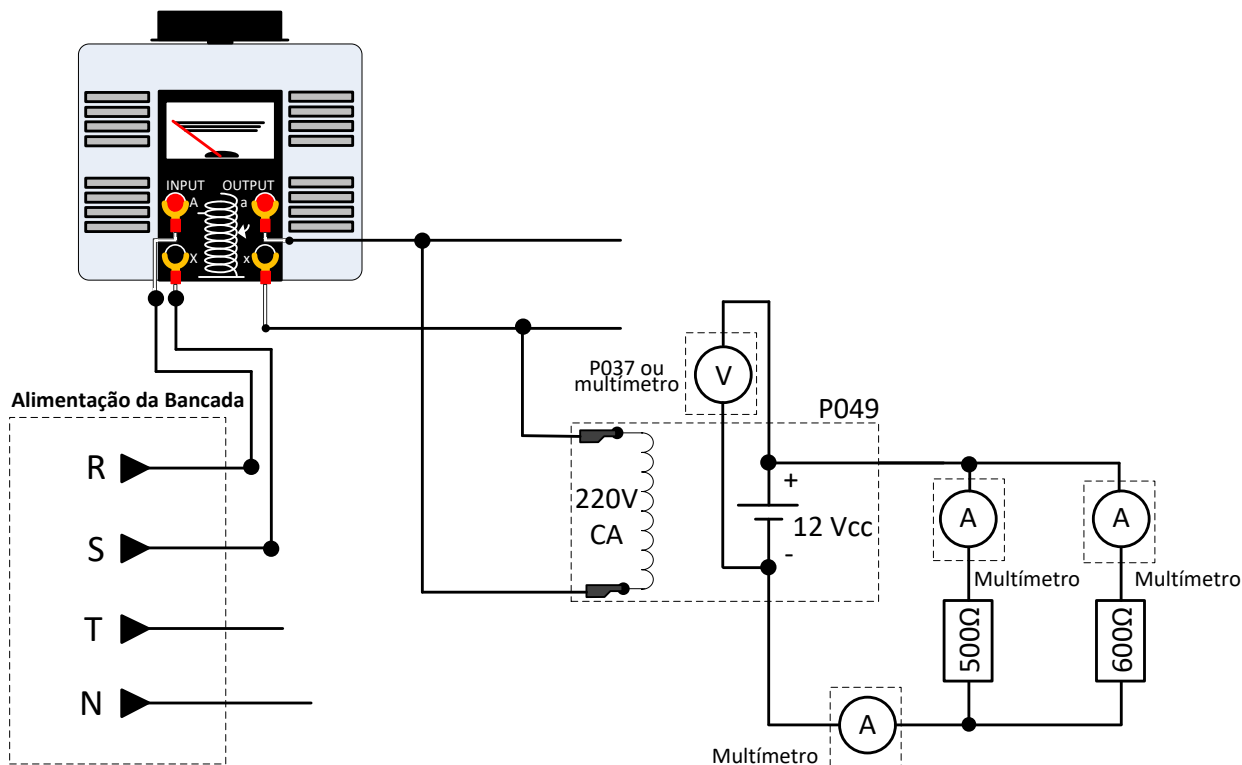 INPUT OUTPUT
A a
X x
Alimentação da Bancada
R
S
T
N
P037 ou
multímetro
V
P049
220V
CA
+
12 Vcc
-
A
Multímetro
500Ω
A
Multímetro
600Ω
A
Multímetro